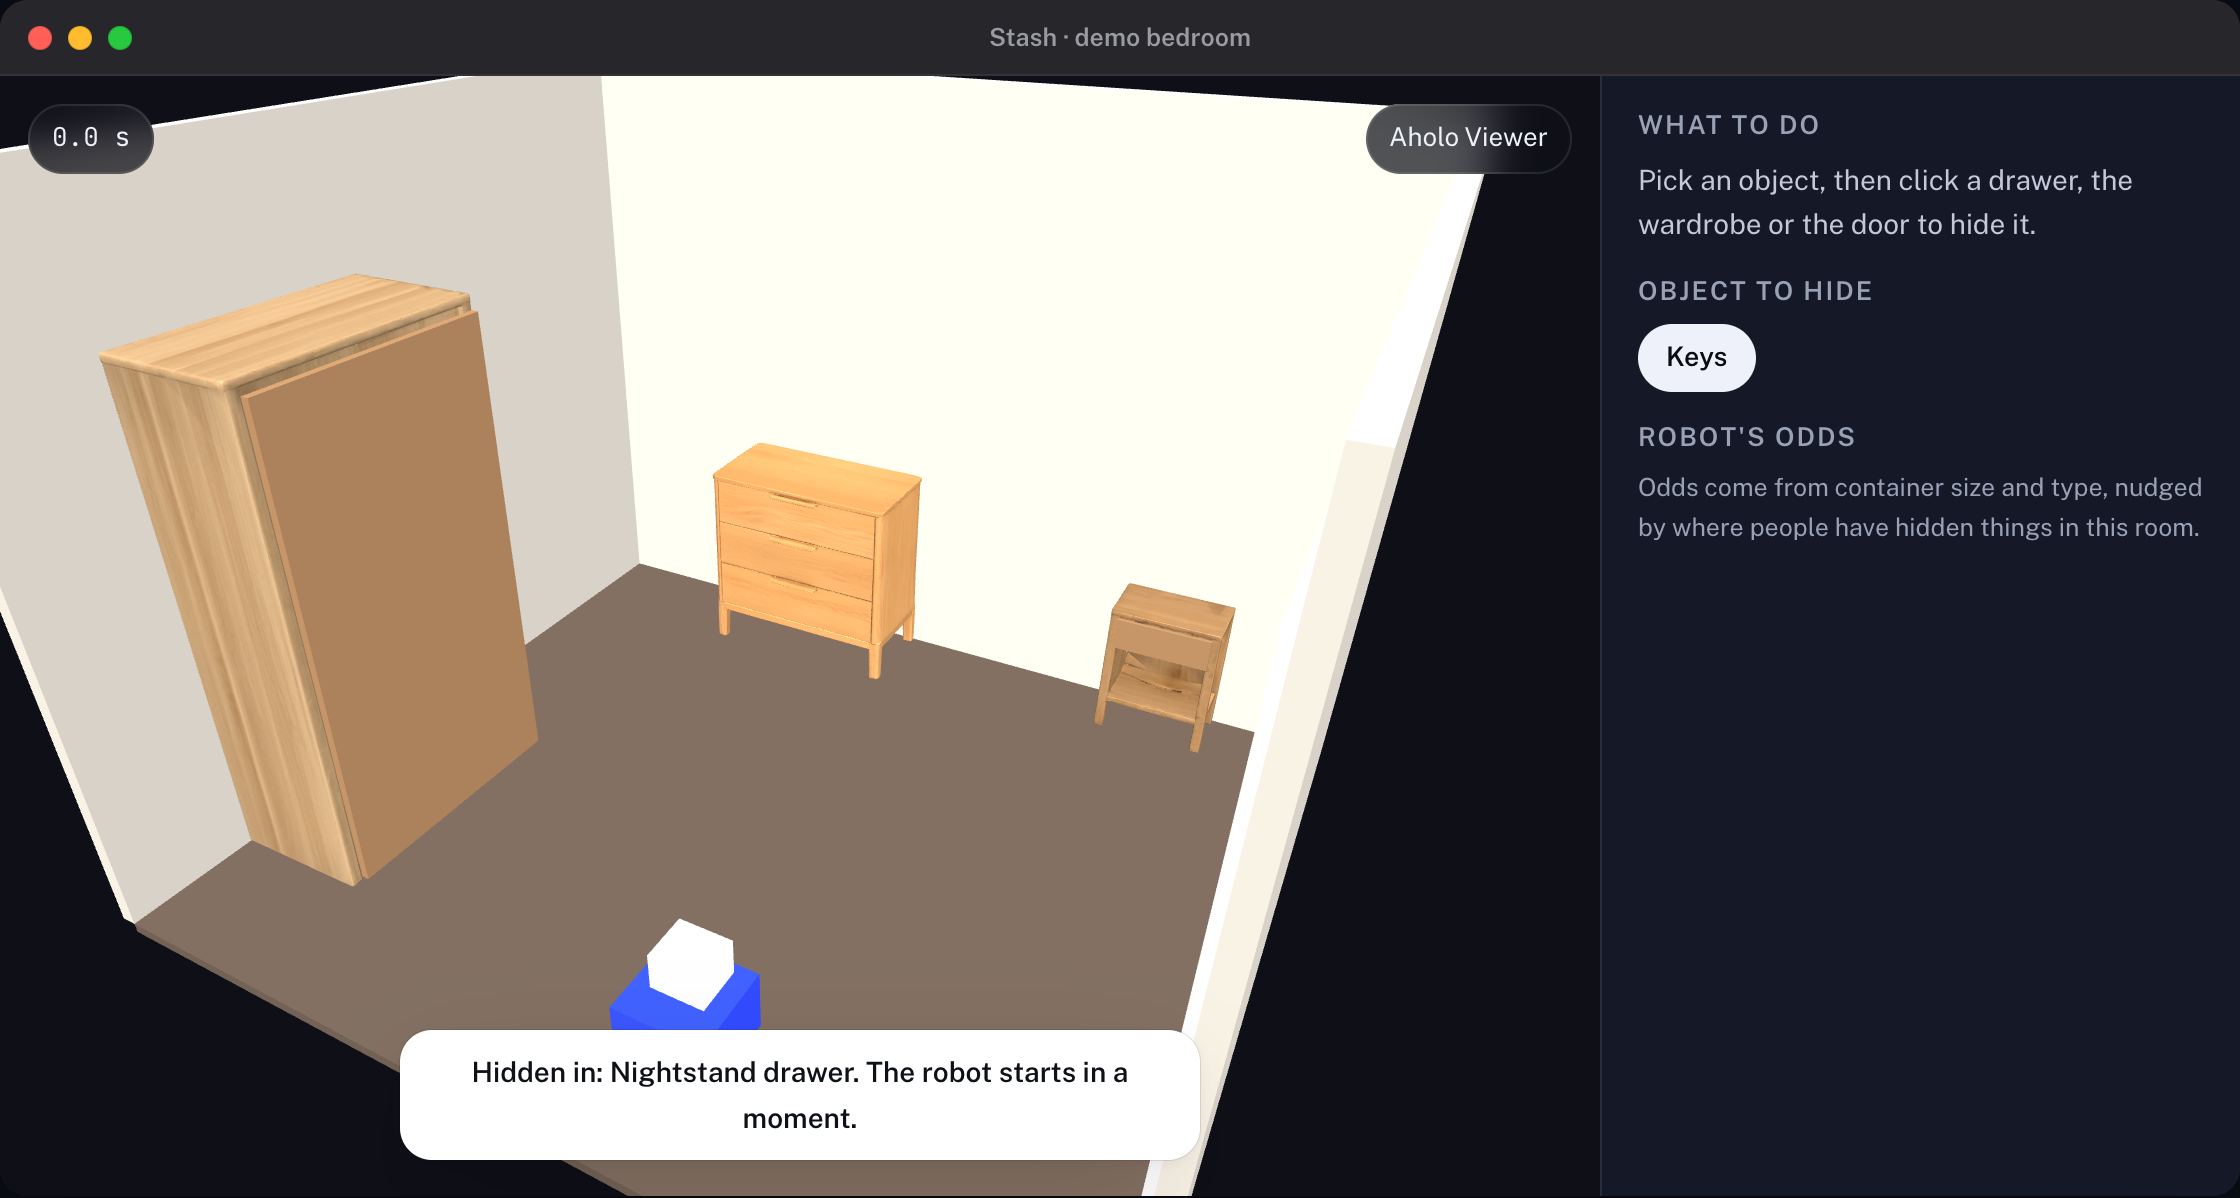 Stash · demo bedroom
0.0 s
Aholo Viewer
Hidden in: Nightstand drawer. The robot starts in a
moment.
WHAT TO DO
Pick an object, then click a drawer, the
wardrobe or the door to hide it.
OBJECT TO HIDE
Keys
ROBOT'S ODDS
Odds come from container size and type, nudged
by where people have hidden things in this room.